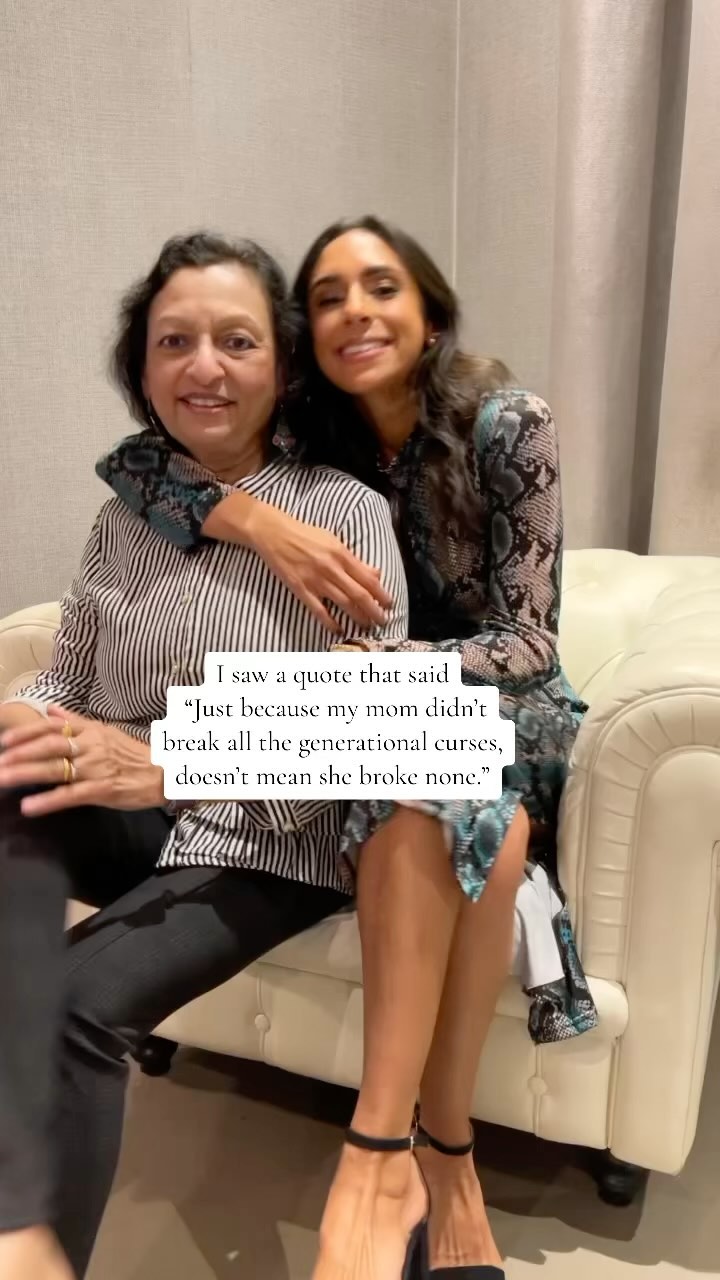 I saw a quote that said
“Just because my mom didn’t
break all the generational curses,
doesn’t mean she broke none.”